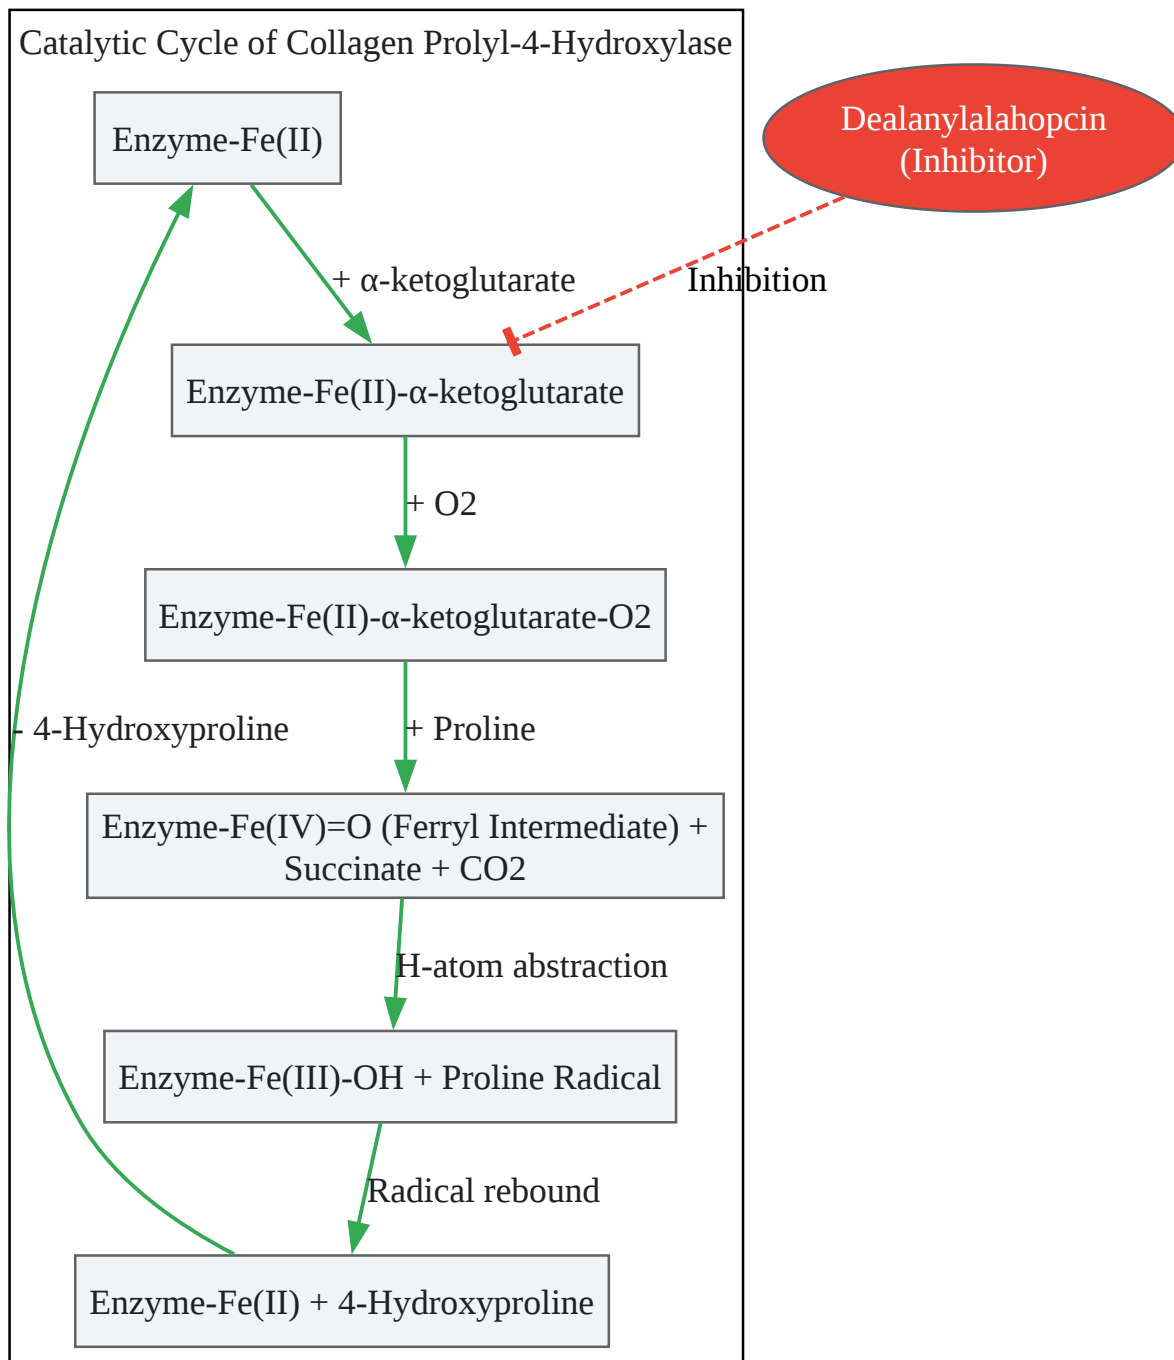 Catalytic Cycle of Collagen Prolyl-4-Hydroxylase
Enzyme-Fe(II)
Dealanylalahopcin
(Inhibitor)
+ α-ketoglutarate
Inhibition
Enzyme-Fe(II)-α-ketoglutarate
+ O2
Enzyme-Fe(II)-α-ketoglutarate-O2
- 4-Hydroxyproline
+ Proline
Enzyme-Fe(IV)=O (Ferryl Intermediate) +
Succinate + CO2
H-atom abstraction
Enzyme-Fe(III)-OH + Proline Radical
Radical rebound
Enzyme-Fe(II) + 4-Hydroxyproline